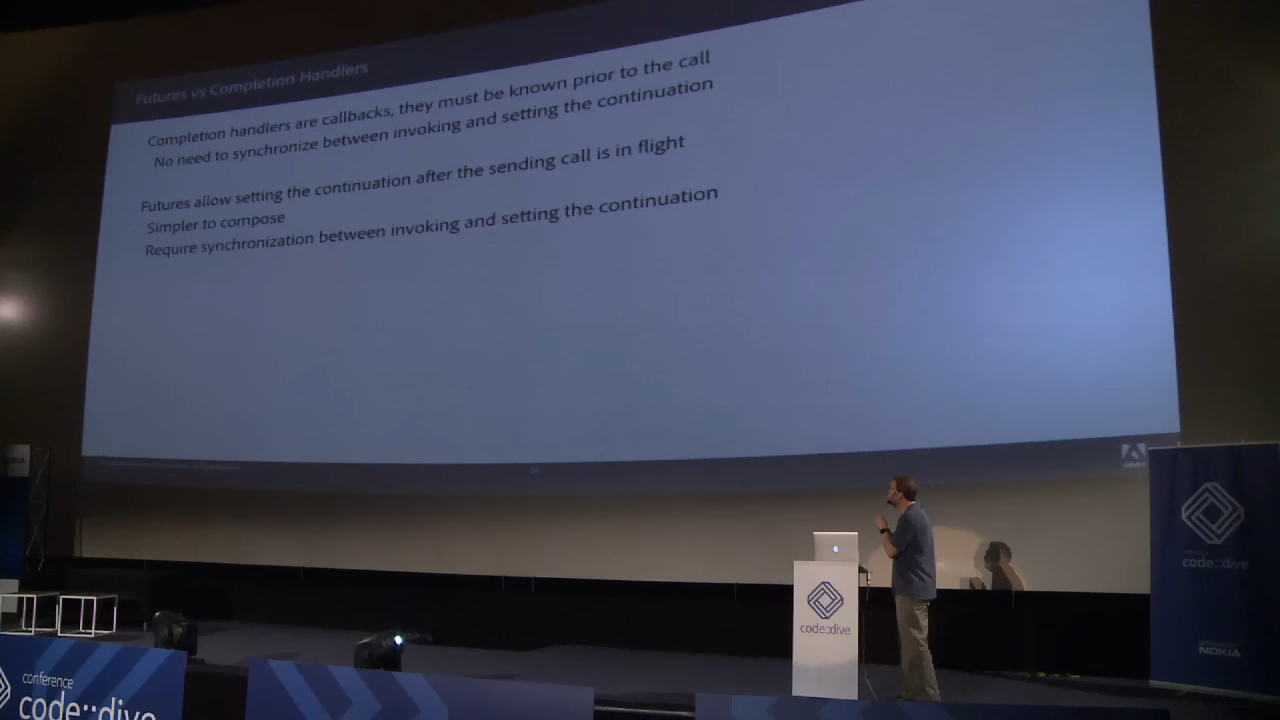 Futures vs Completion Handlers
Completion handlers are callbacks, they must be known prior to the call
No need to synchronize between invoking and setting the continuation
Futures allow setting the continuation after the sending call is in flight
Simpler to compose
Require synchronization between invoking and setting the continuation
code::dive
code::dive
NOKIA
conference
code::dive